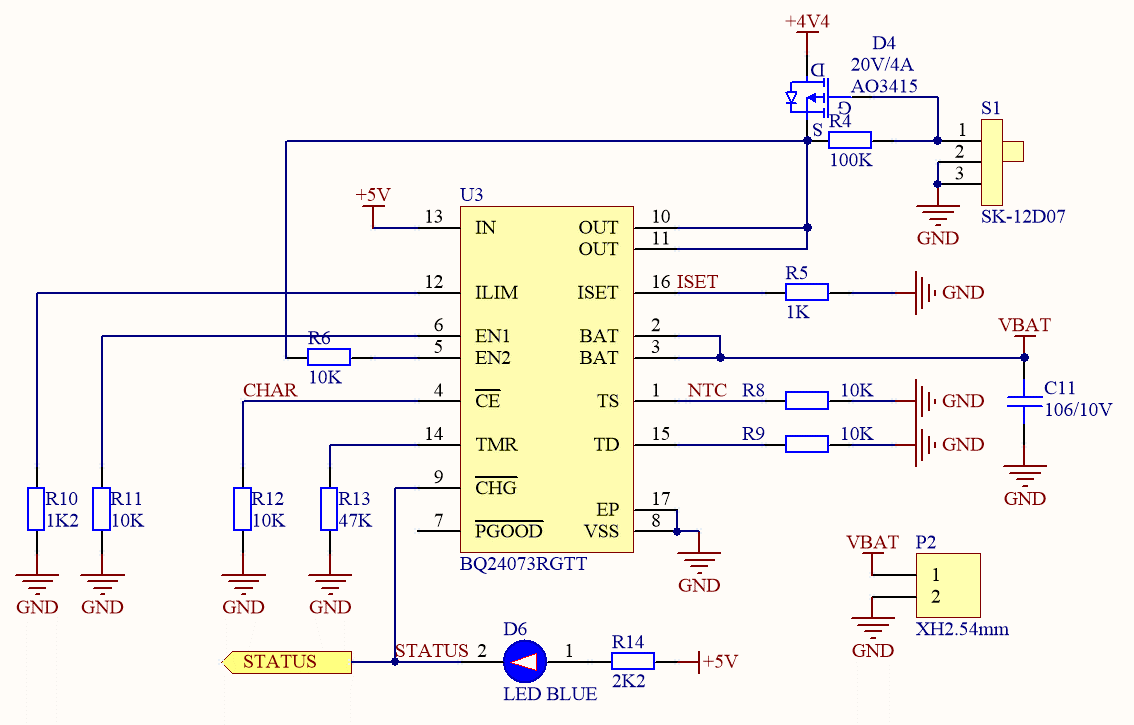 +4V4
D4
20V/4A
AO3415
D
G
S
R4
100K
S1
1
2
3
SK-12D07
GND
+5V
U3
13 IN OUT 10
OUT 11
12 ILIM ISET 16 ISET R5
1K
GND
6 EN1 BAT 2
5 EN2 BAT 3
R6
10K
VBAT
C11
106/10V
GND
CHAR 4 CE TS 1 NTC R8 10K GND
14 TMR TD 15 R9 10K GND
9 CHG
7 PGOOD
EP 17
VSS 8
GND
BQ24073RGTT
R10
1K2
GND
R11
10K
GND
R12
10K
GND
R13
47K
GND
VBAT
P2
1
2
XH2.54mm
GND
STATUS
STATUS 2
D6
LED BLUE
1
R14
2K2
+5V